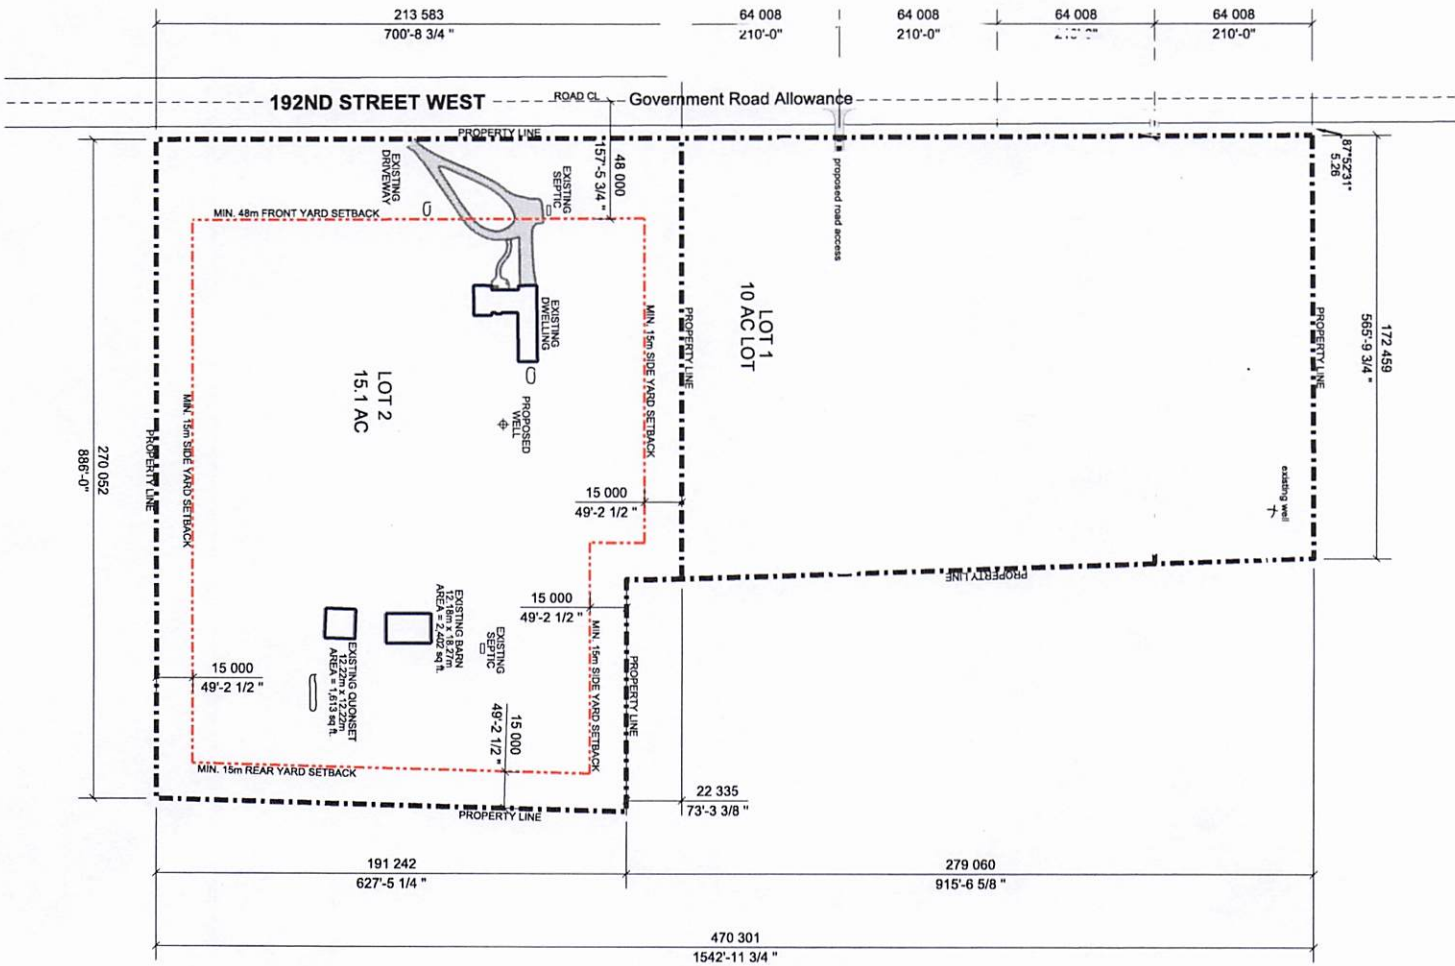 213 583
700'-8 3/4 "
64 008
210'-0"
64 008
210'-0"
64 008
64 008
210'-0"
192ND STREET WEST
ROAD CL
Government Road Allowance
PROPERTY LINE
EXISTING
DRIVEWAY
EXISTING
SEPTIC
48 000
157'-5 3/4 "
proposed road access
87°52'31"
5.26
MIN. 48m FRONT YARD SETBACK
EXISTING
DWELLING
MIN. 15m SIDE YARD SETBACK
PROPERTY LINE
LOT 1
10 AC LOT
PROPERTY LINE
172 459
565'-9 3/4 "
LOT 2
15.1 AC
PROPOSED
WELL
MIN. 15m SIDE YARD SETBACK
PROPERTY LINE
270 052
886'-0"
15 000
49'-2 1/2 "
existing well
PROPERTY LINE
15 000
49'-2 1/2 "
EXISTING BARN
12.18m x 18.27m
AREA = 2,402 sq ft.
EXISTING
SEPTIC
MIN. 15m SIDE YARD SETBACK
PROPERTY LINE
15 000
49'-2 1/2 "
EXISTING QUONSET
12.22m x 12.22m
AREA = 1,613 sq ft.
15 000
49'-2 1/2 "
MIN. 15m REAR YARD SETBACK
PROPERTY LINE
22 335
73'-3 3/8 "
191 242
627'-5 1/4 "
279 060
915'-6 5/8 "
470 301
1542'-11 3/4 "